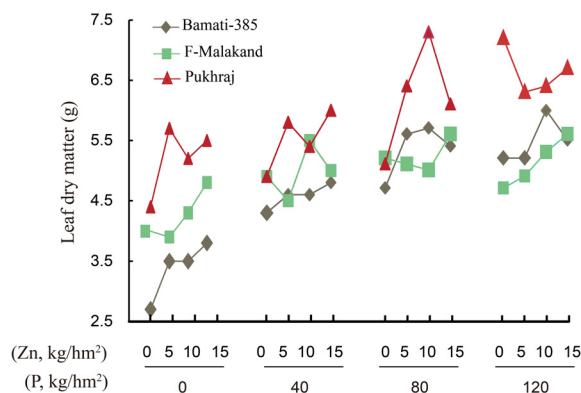 7.5
Bamati-385
F-Malakand
Pukhraj
6.5
5.5
4.5
3.5
2.5
Leaf dry matter (g)
(Zn, kg/hm²) 0 5 10 15 0 5 10 15 0 5 10 15 0 5 10 15
(P, kg/hm²) 0 40 80 120